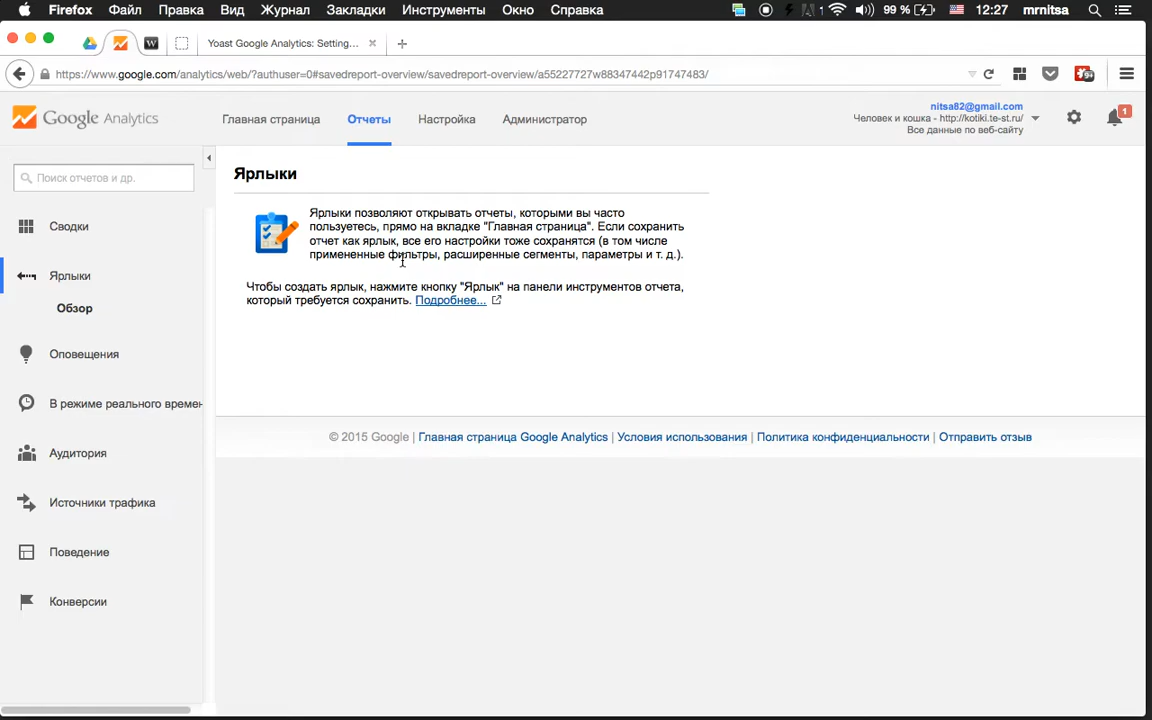 Firefox Файл Правка Вид Журнал Закладки Инструменты Окно Справка 1 99 % 12:27 mrnitsa
W Yoast Google Analytics: Setting...
https://www.google.com/analytics/web/?authuser=0#savedreport-overview/savedreport-overview/a55227727w88347442p91747483/
9+
Google Analytics Главная страница Отчеты Настройка Администратор
nitsa82@gmail.com
Человек и кошка - http://kotiki.te-st.ru/
Все данные по веб-сайту
1
Поиск отчетов и др.
Сводки
Ярлыки
Обзор
Оповещения
В режиме реального времен
Аудитория
Источники трафика
Поведение
Конверсии
Ярлыки
Ярлыки позволяют открывать отчеты, которыми вы часто
пользуетесь, прямо на вкладке "Главная страница". Если сохранить
отчет как ярлык, все его настройки тоже сохранятся (в том числе
примененные фильтры, расширенные сегменты, параметры и т. д.).
Чтобы создать ярлык, нажмите кнопку "Ярлык" на панели инструментов отчета,
который требуется сохранить. Подробнее...
© 2015 Google | Главная страница Google Analytics | Условия использования | Политика конфиденциальности | Отправить отзыв